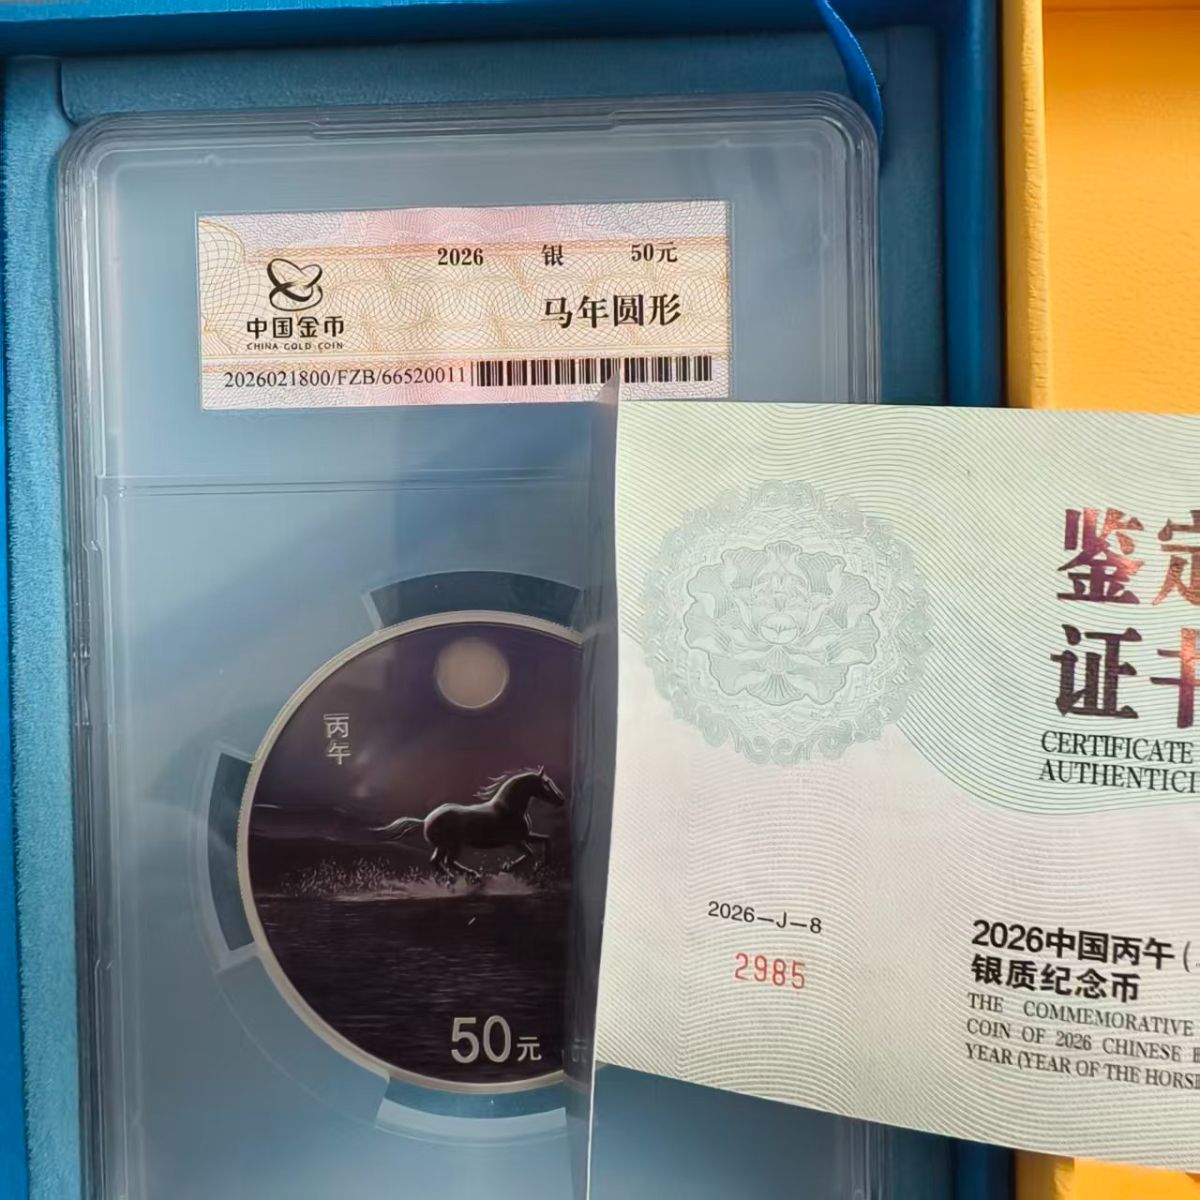 2026 银 50元
马年圆形
中国金币
CHINA GOLD COIN
2026021800/FZB/66520011
丙午
50元
鉴定
证书
CERTIFICATE
AUTHENTICI
2026-J-8
2985
2026中国丙午(
银质纪念币
THE COMMEMORATIVE
COIN OF 2026 CHINESE
YEAR (YEAR OF THE HORSE